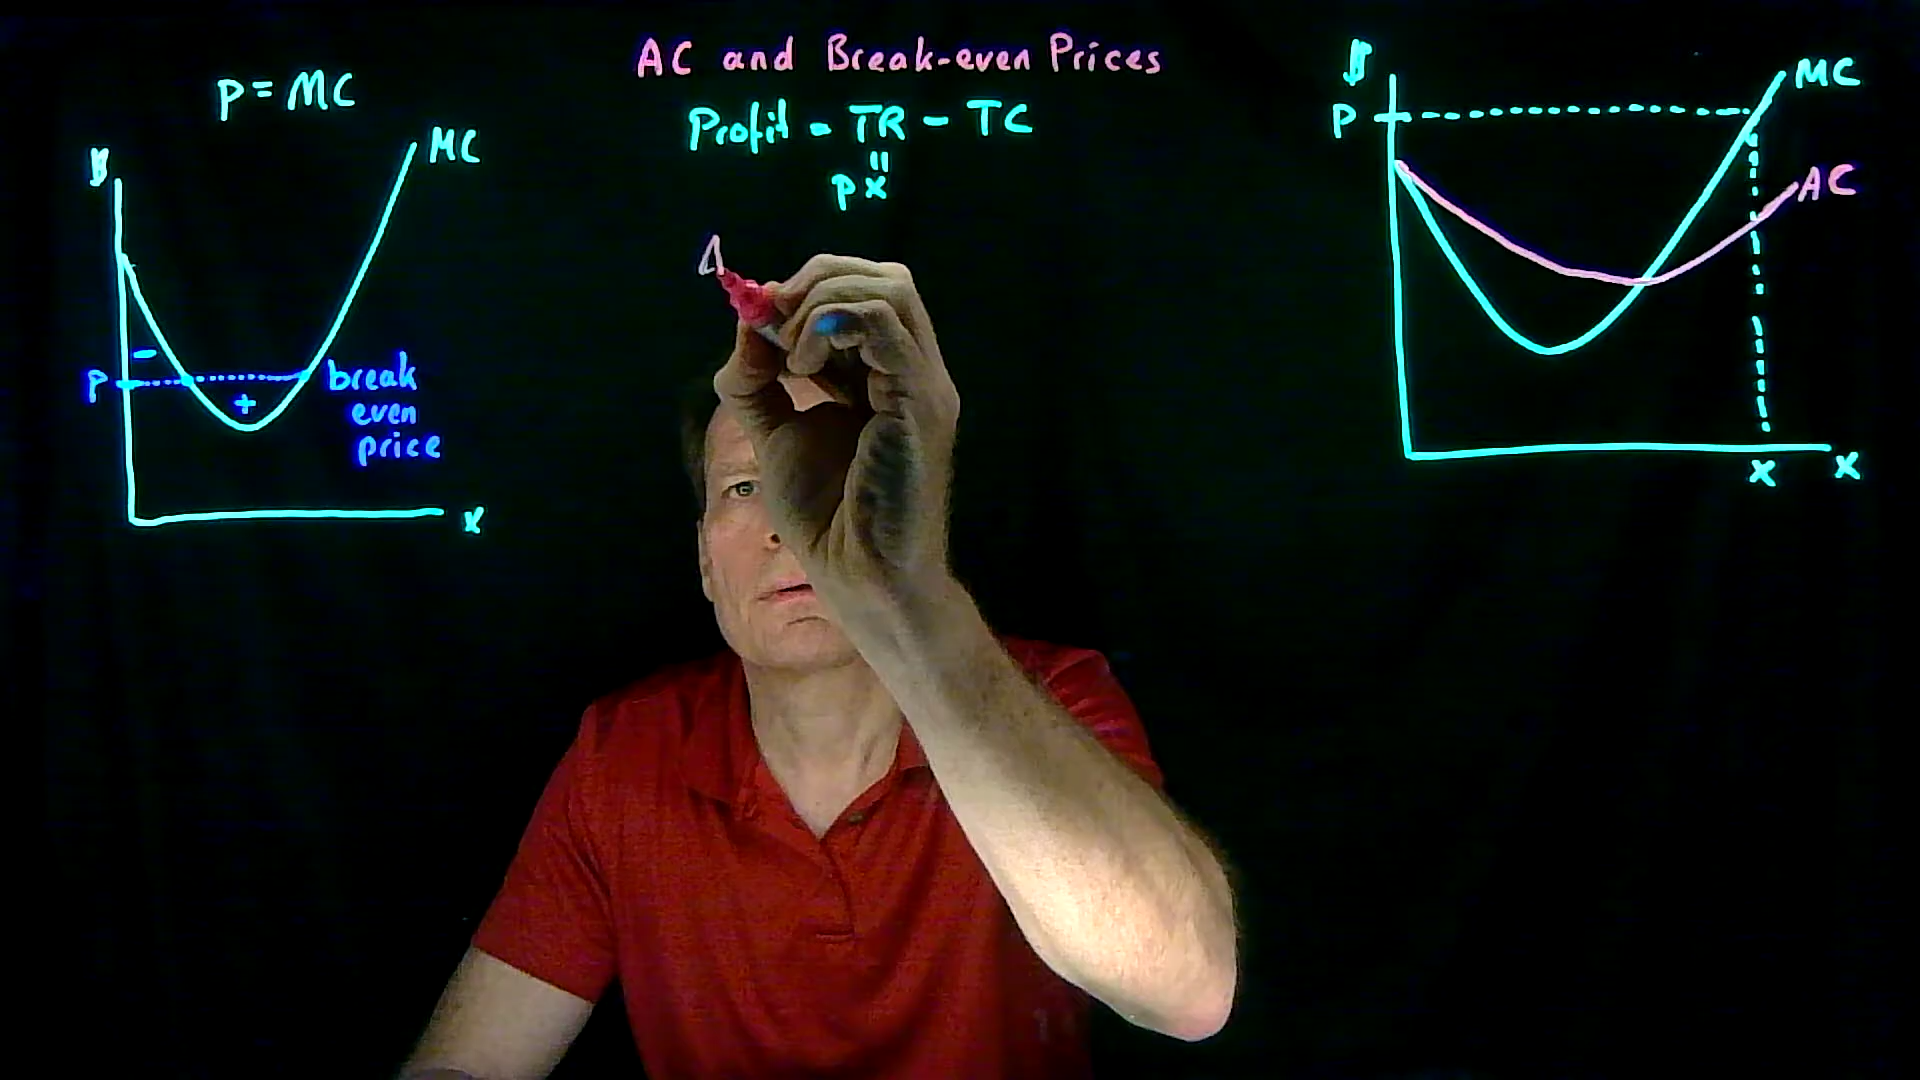 AC and Break-even Prices
Profit = TR - TC
"
px
p = MC
$
MC
P
-
+
break
even
price
x
$
P
MC
AC
x
x